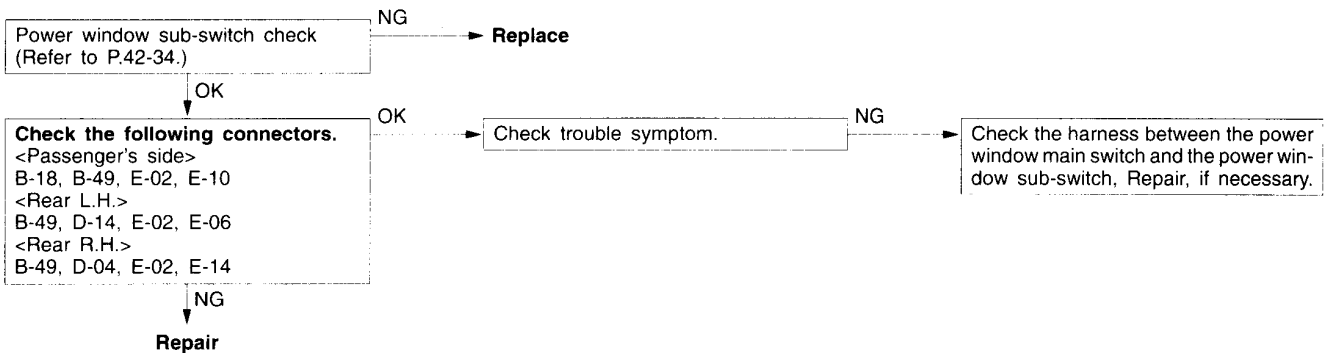 Power window sub-switch check
(Refer to P.42-34.)
NG
Replace
OK
Check the following connectors.
<Passenger's side>
B-18, B-49, E-02, E-10
<Rear L.H.>
B-49, D-14, E-02, E-06
<Rear R.H.>
B-49, D-04, E-02, E-14
OK
Check trouble symptom.
NG
Check the harness between the power
window main switch and the power win-
dow sub-switch, Repair, if necessary.
NG
Repair